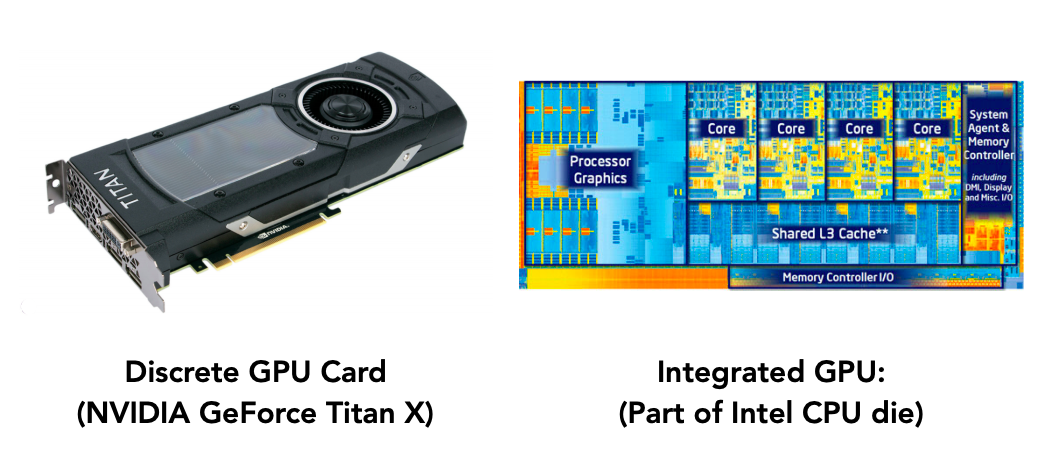 TITAN
NVIDIA
Processor
Graphics
Core
Core
Core
Core
System
Agent &
Memory
Controller
including
DMI, Display
and Misc. I/O
Shared L3 Cache**
Memory Controller I/O
Discrete GPU Card
(NVIDIA GeForce Titan X)
Integrated GPU:
(Part of Intel CPU die)